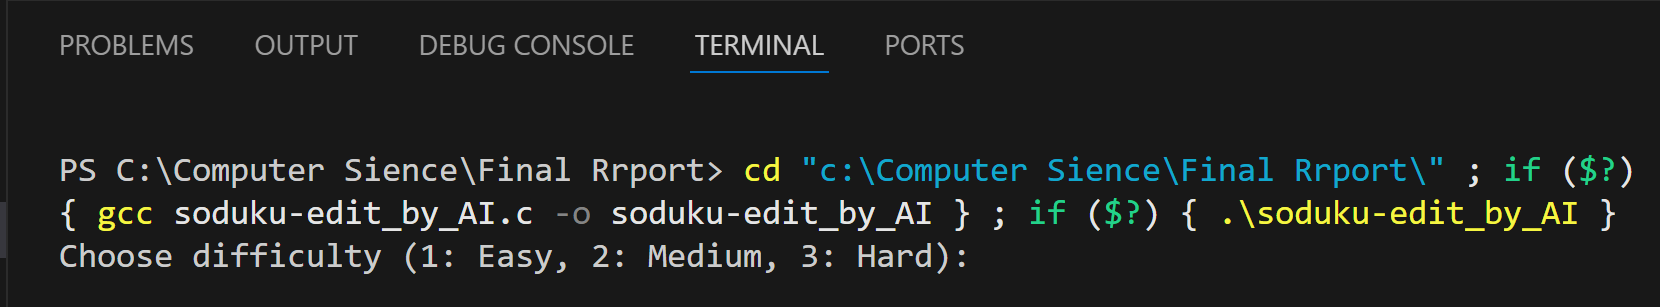 PROBLEMS OUTPUT DEBUG CONSOLE TERMINAL PORTS
PS C:\Computer Sience\Final Rrport> cd "c:\Computer Sience\Final Rrport\" ; if ($?)
{ gcc soduku-edit_by_AI.c -o soduku-edit_by_AI } ; if ($?) { .\soduku-edit_by_AI }
Choose difficulty (1: Easy, 2: Medium, 3: Hard):